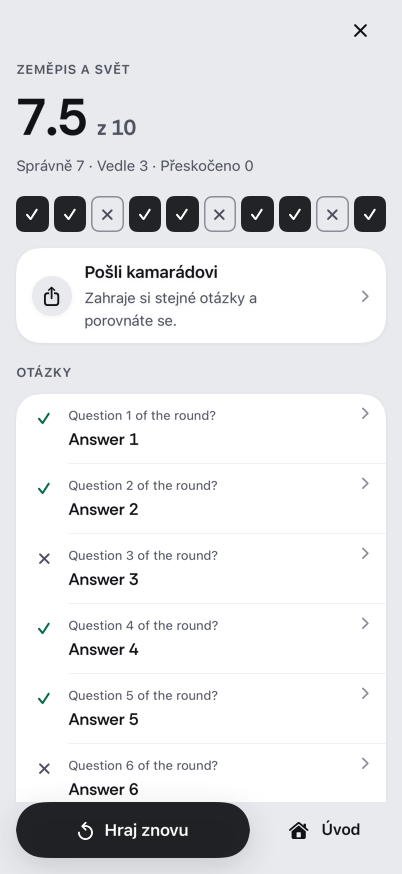 ZEMĚPIS A SVĚT
7.5 z 10
Správně 7 · Vedle 3 · Přeskočeno 0
Pošli kamarádovi
Zahraje si stejné otázky a
porovnáte se.
OTÁZKY
Question 1 of the round?
Answer 1
Question 2 of the round?
Answer 2
Question 3 of the round?
Answer 3
Question 4 of the round?
Answer 4
Question 5 of the round?
Answer 5
Question 6 of the round?
Answer 6
Hraj znovu
Úvod